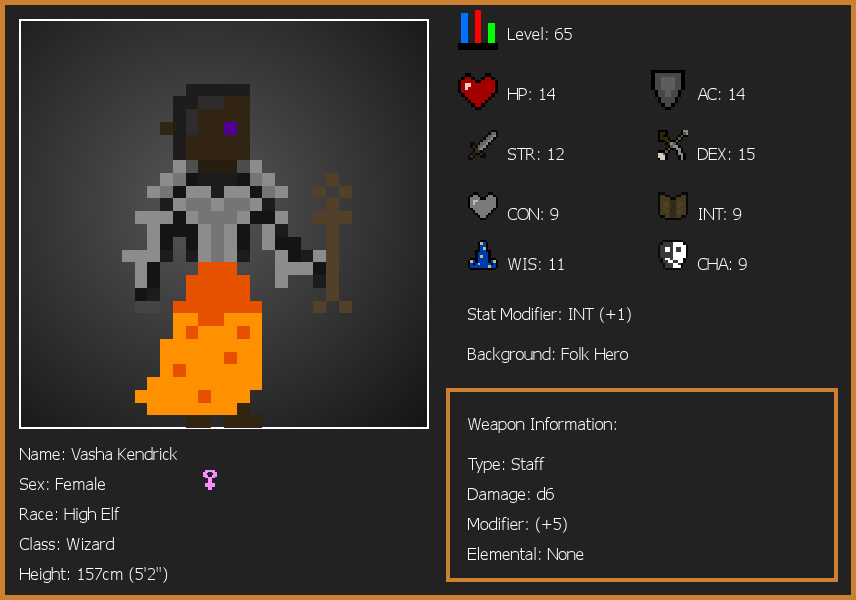 Level: 65
HP: 14
AC: 14
STR: 12
DEX: 15
CON: 9
INT: 9
WIS: 11
CHA: 9
Stat Modifier: INT (+1)
Background: Folk Hero
Weapon Information:
Type: Staff
Damage: d6
Modifier: (+5)
Elemental: None
Name: Vasha Kendrick
Sex: Female
Race: High Elf
Class: Wizard
Height: 157cm (5'2")